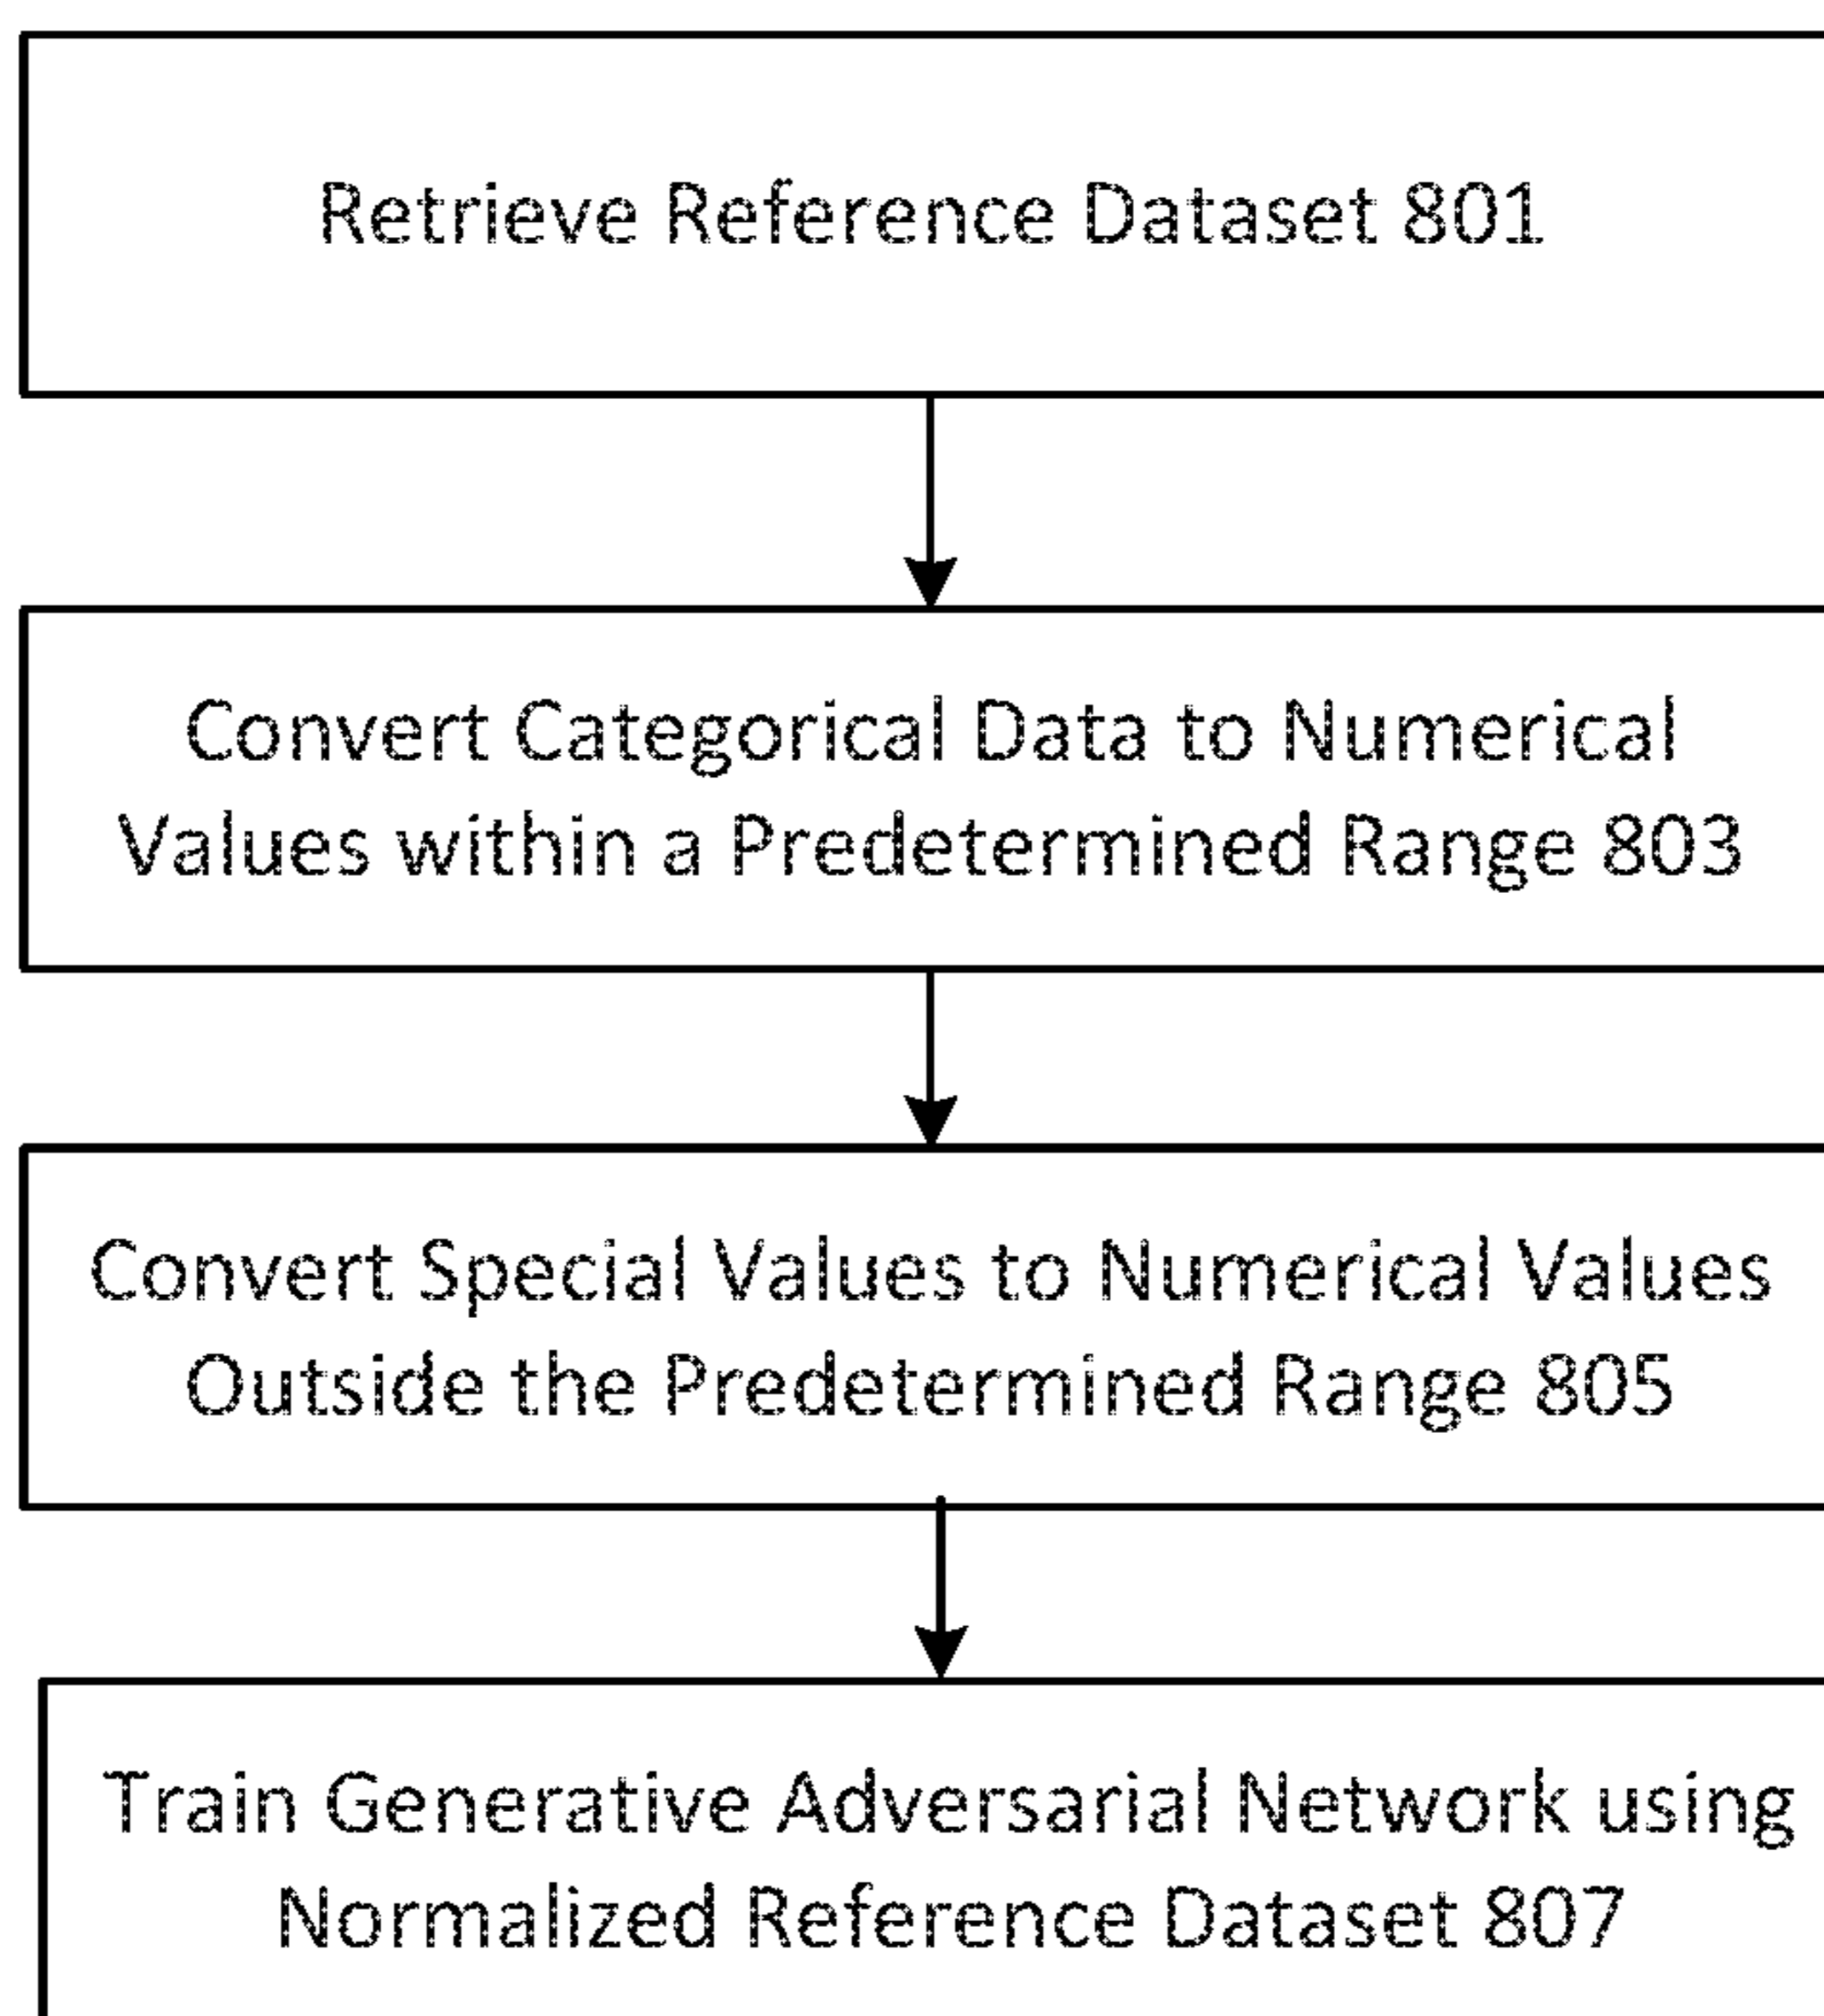 Retrieve Reference Dataset 801
Convert Categorical Data to Numerical
Values within a Predetermined Range 803
Convert Special Values to Numerical Values
Outside the Predetermined Range 805
Train Generative Adversarial Network using
Normalized Reference Dataset 807